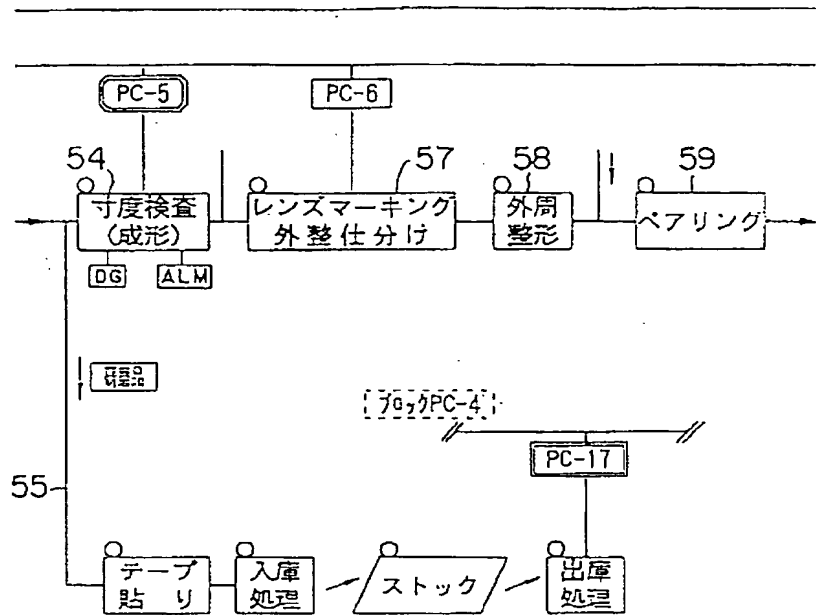 PC-5
PC-6
54
57
58
59
寸度検査
(成形)
レンズマーキング
外整仕分け
外周
整形
ペアリング
DG
ALM
研磨品
ブロックPC-4
PC-17
55
テープ
貼り
入庫
処理
ストック
出庫
処理